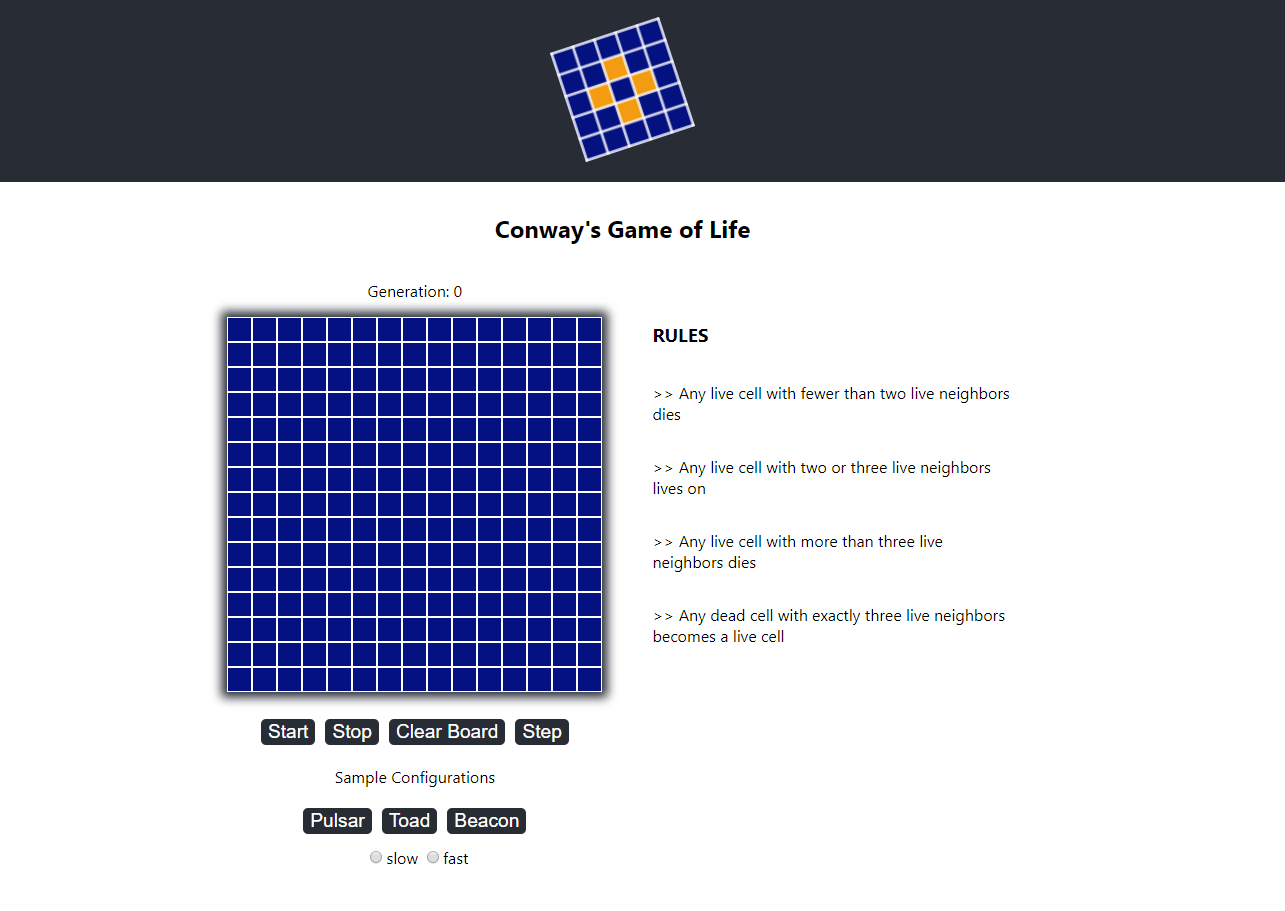 Conway's Game of Life
Generation: 0
RULES
>> Any live cell with fewer than two live neighbors
dies
>> Any live cell with two or three live neighbors
lives on
>> Any live cell with more than three live
neighbors dies
>> Any dead cell with exactly three live neighbors
becomes a live cell
Start Stop Clear Board Step
Sample Configurations
Pulsar Toad Beacon
slow fast